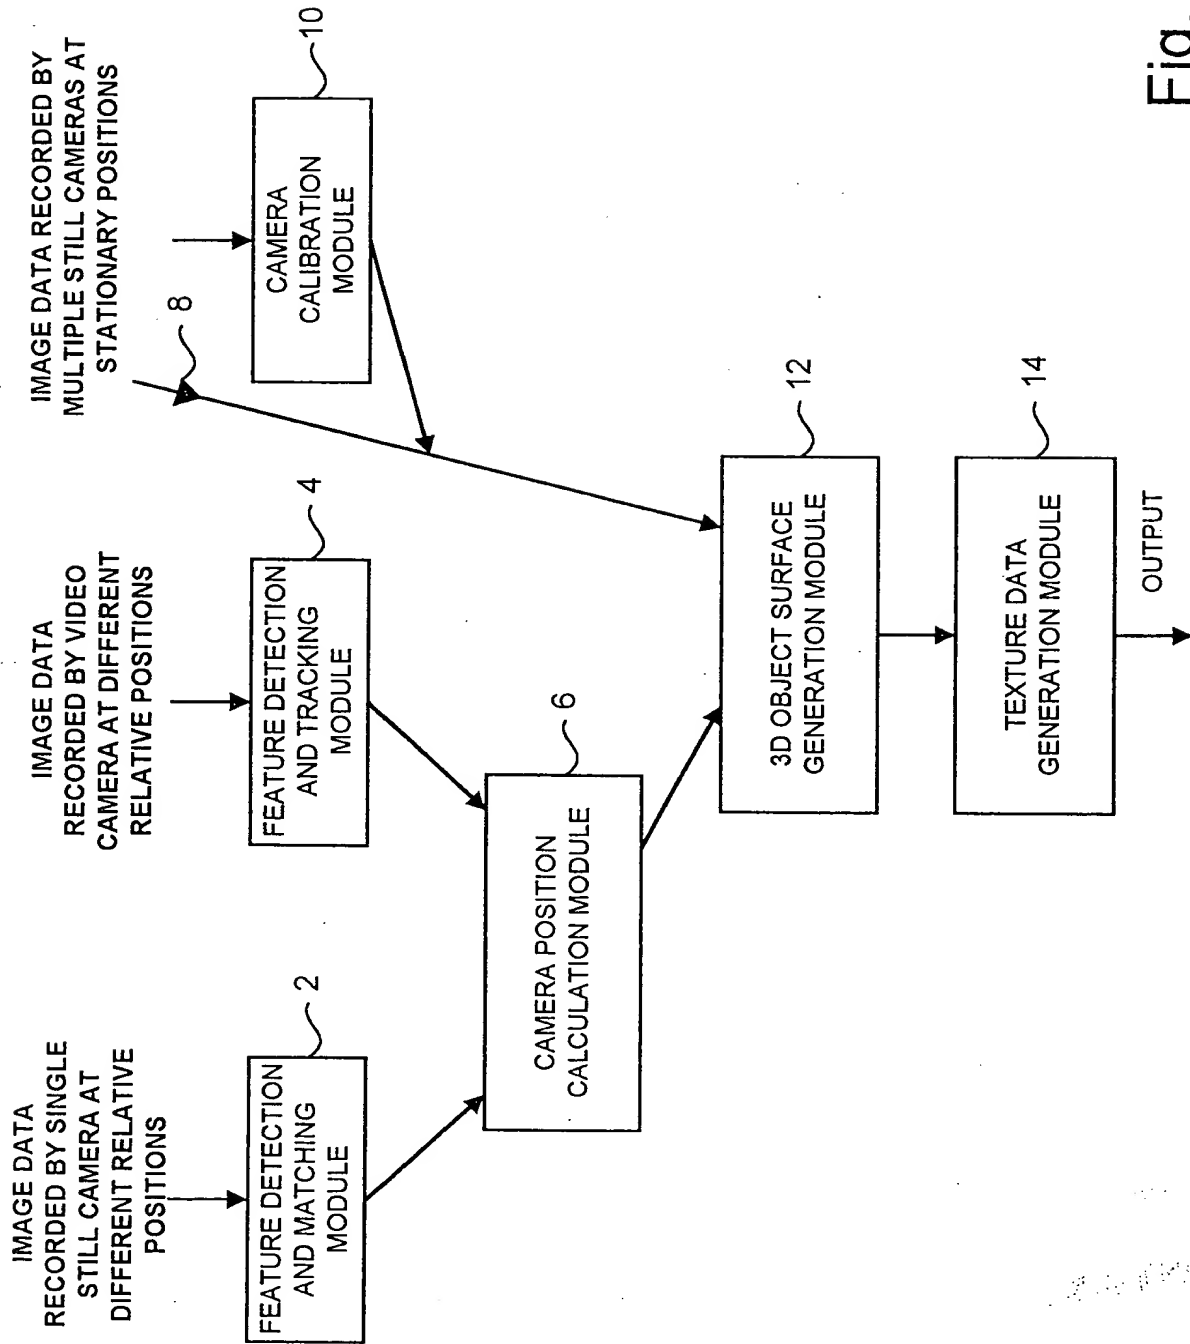 IMAGE DATA
RECORDED BY SINGLE
STILL CAMERA AT
DIFFERENT RELATIVE
POSITIONS
IMAGE DATA
RECORDED BY VIDEO
CAMERA AT DIFFERENT
RELATIVE POSITIONS
IMAGE DATA RECORDED BY
MULTIPLE STILL CAMERAS AT
STATIONARY POSITIONS
8
2
FEATURE DETECTION
AND MATCHING
MODULE
4
FEATURE DETECTION
AND TRACKING
MODULE
10
CAMERA
CALIBRATION
MODULE
6
CAMERA POSITION
CALCULATION MODULE
12
3D OBJECT SURFACE
GENERATION MODULE
14
TEXTURE DATA
GENERATION MODULE
OUTPUT
Fig